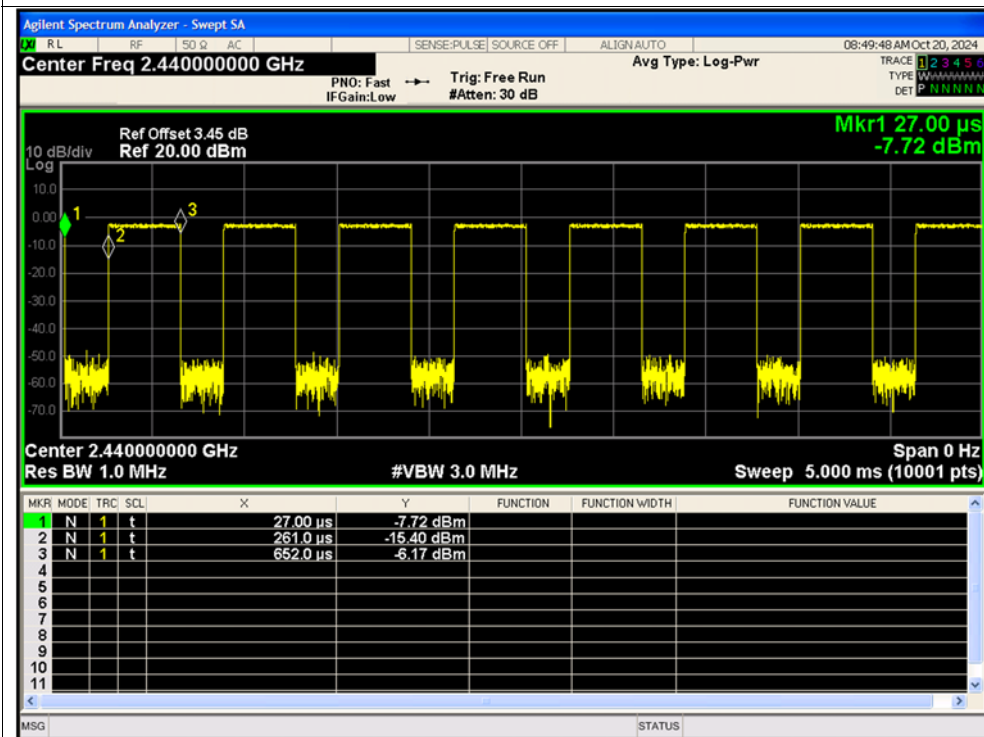 Agilent Spectrum Analyzer - Swept SA
LXI RL RF 50 Ω AC SENSE:PULSE SOURCE OFF ALIGN AUTO 08:49:48 AM Oct 20, 2024
Center Freq 2.440000000 GHz Avg Type: Log-Pwr TRACE 1 2 3 4 5 6
PNO: Fast Trig: Free Run TYPE W
IFGain:Low #Atten: 30 dB DET P N N N N N
Mkr1 27.00 µs
Ref Offset 3.45 dB
10 dB/div Ref 20.00 dBm -7.72 dBm
Log
10.0
0.00
-10.0
-20.0
-30.0
-40.0
-50.0
-60.0
-70.0
1
2
3
Center 2.440000000 GHz Span 0 Hz
Res BW 1.0 MHz #VBW 3.0 MHz Sweep 5.000 ms (10001 pts)
MKR MODE TRC SCL X Y FUNCTION FUNCTION WIDTH FUNCTION VALUE
1 N 1 t 27.00 µs -7.72 dBm
2 N 1 t 261.0 µs -15.40 dBm
3 N 1 t 652.0 µs -6.17 dBm
4
5
6
7
8
9
10
11
MSG STATUS